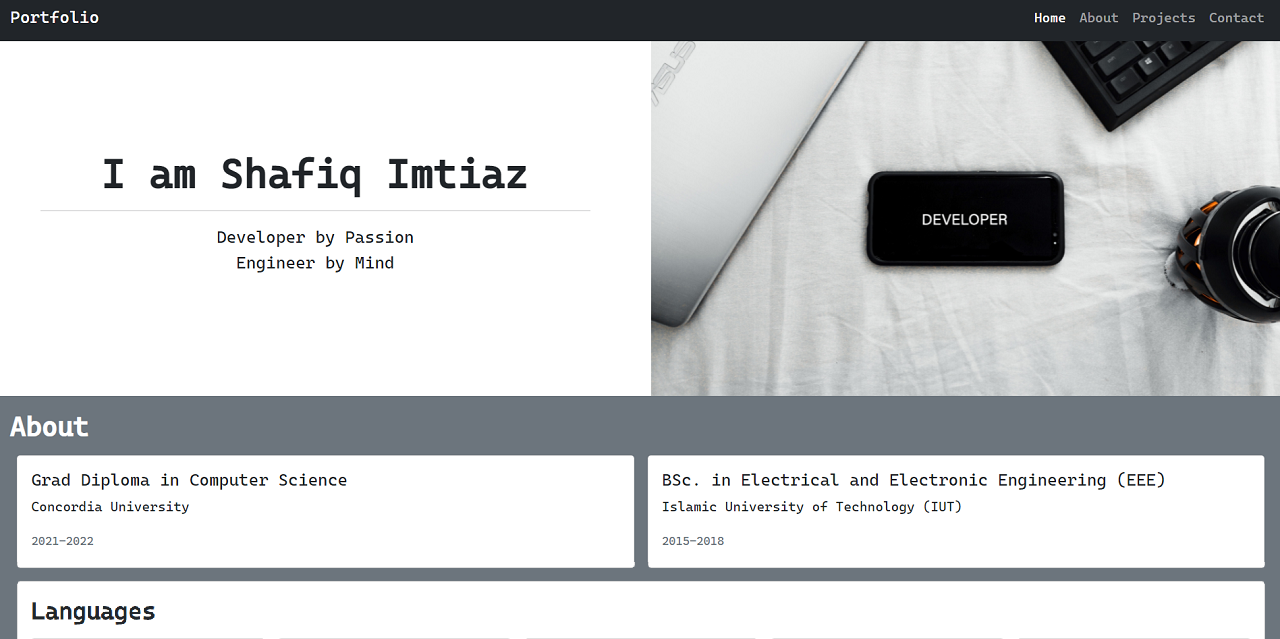 Portfolio
Home About Projects Contact
I am Shafiq Imtiaz
Developer by Passion
Engineer by Mind
ASUS
DEVELOPER
About
Grad Diploma in Computer Science
Concordia University
2021-2022
BSc. in Electrical and Electronic Engineering (EEE)
Islamic University of Technology (IUT)
2015-2018
Languages